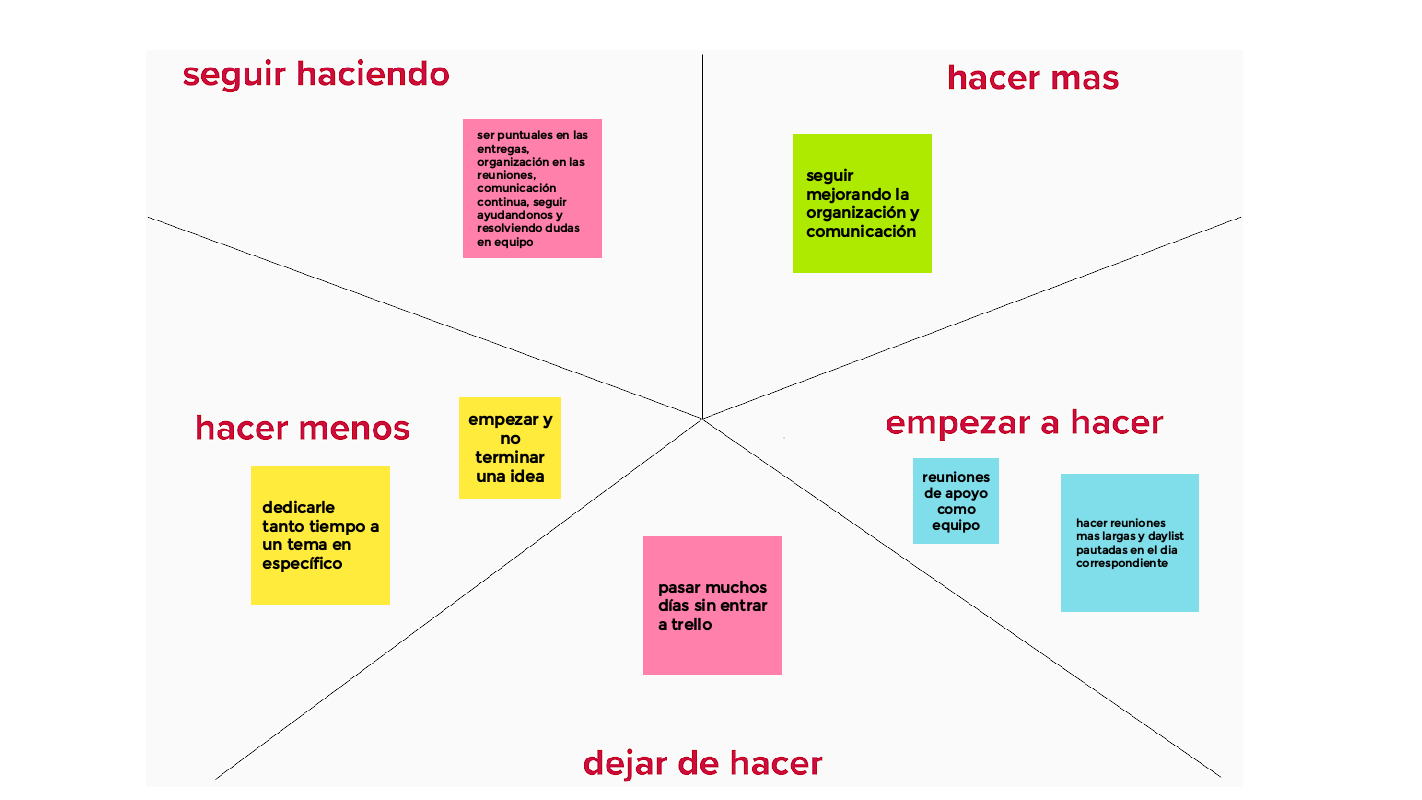 seguir haciendo
ser puntuales en las
entregas,
organización en las
reuniones,
comunicación
continua, seguir
ayudandonos y
resolviendo dudas
en equipo
hacer mas
seguir
mejorando la
organización y
comunicación
hacer menos
empezar y
no
terminar
una idea
dedicarle
tanto tiempo a
un tema en
específico
empezar a hacer
reuniones
de apoyo
como
equipo
hacer reuniones
mas largas y daylist
pautadas en el dia
correspondiente
pasar muchos
días sin entrar
a trello
dejar de hacer